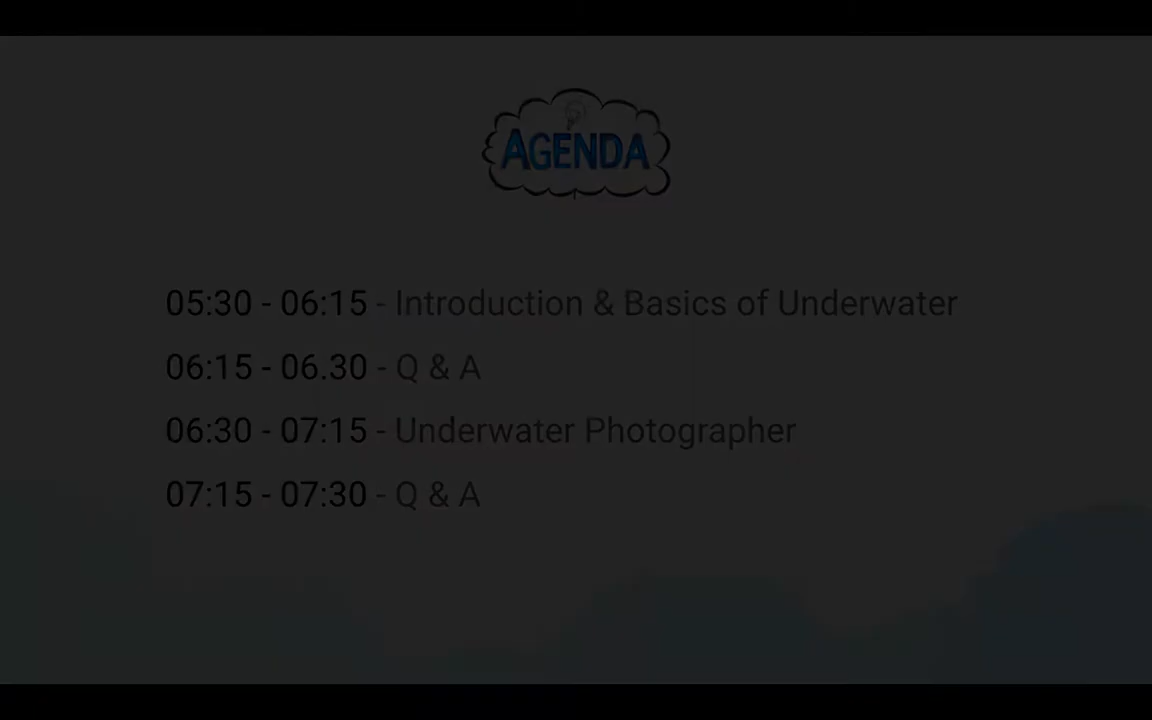 AGENDA
05:30 - 06:15 - Introduction & Basics of Underwater
06:15 - 06.30 - Q & A
06:30 - 07:15 - Underwater Photographer
07:15 - 07:30 - Q & A